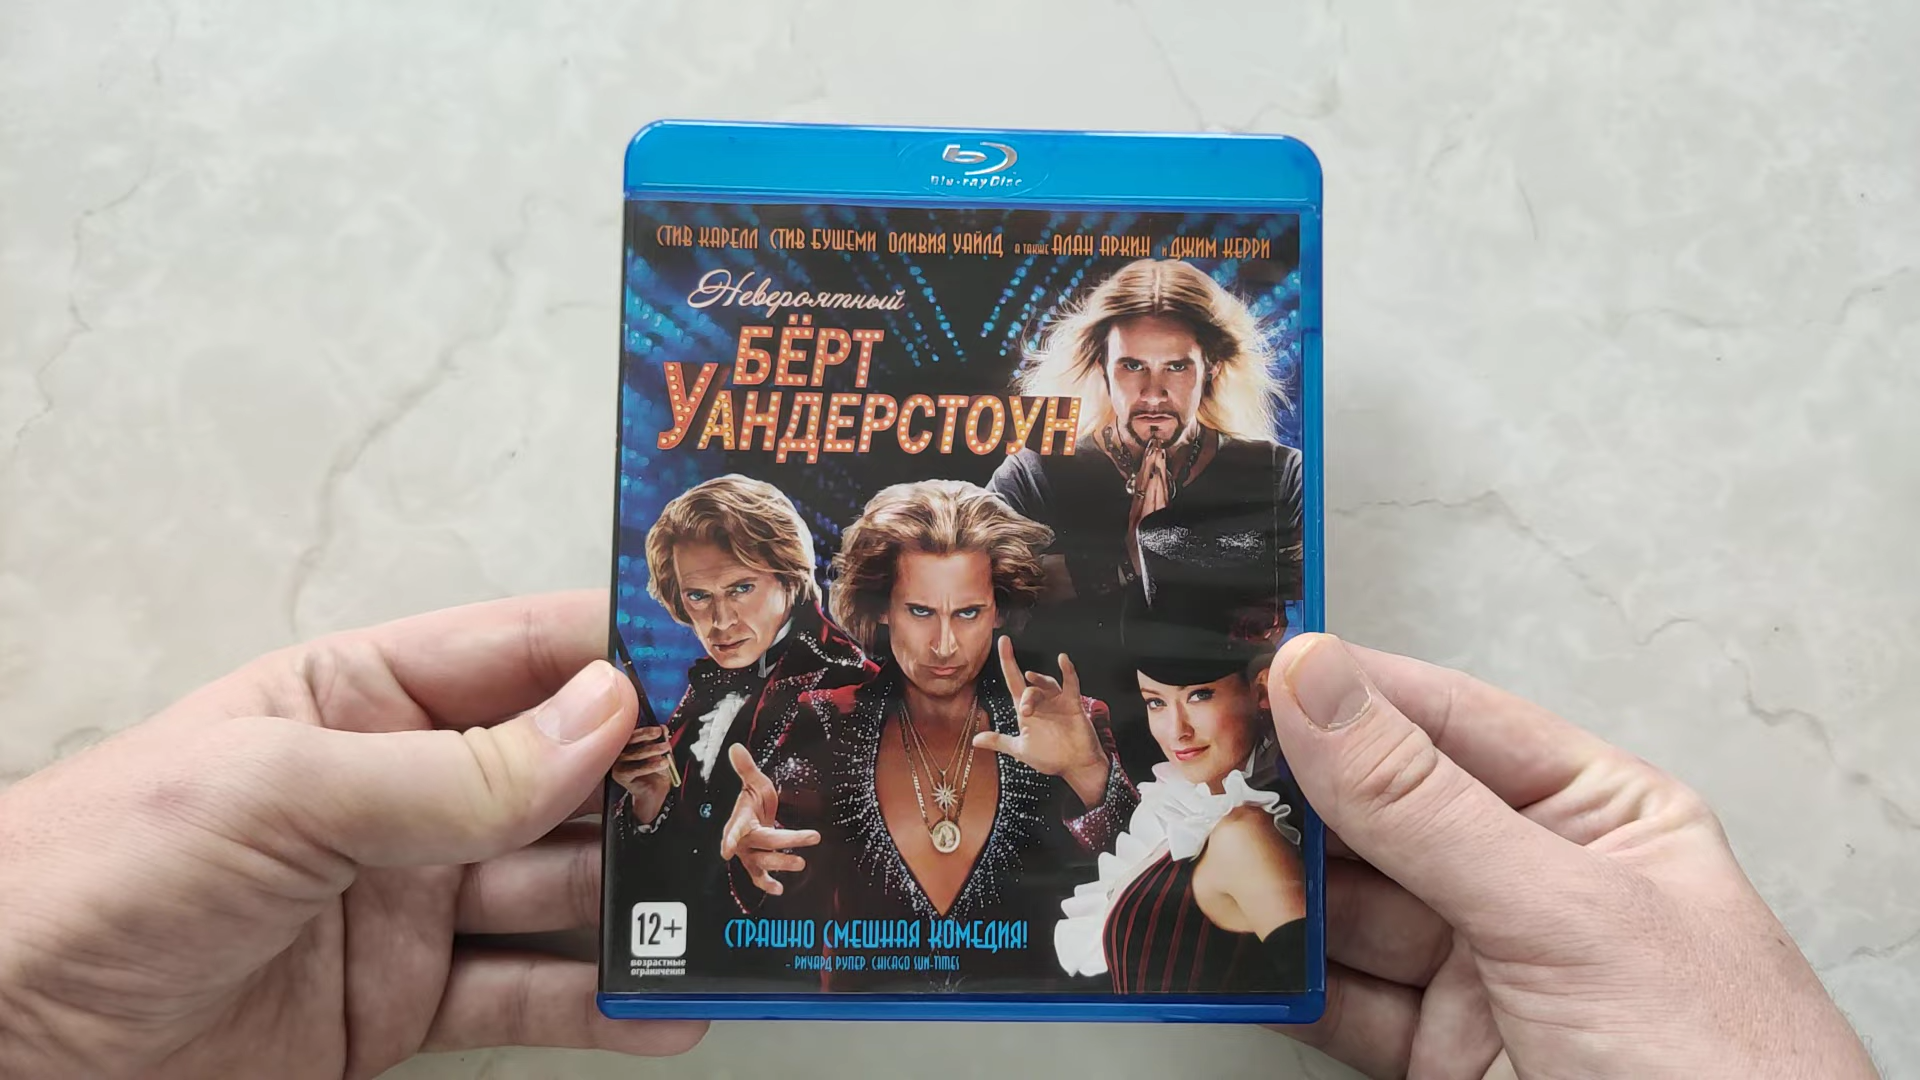 Blu-ray Disc
СТИВ КАРЕЛЛ СТИВ БУШЕМИ ОЛИВИЯ УАЙЛД А ТАКЖЕ АЛАН АРКИН И ДЖИМ КЕРРИ
Невероятный
БЁРТ
УАНДЕРСТОУН
12+
возрастные
ограничения
СТРАШНО СМЕШНАЯ КОМЕДИЯ!
- РИЧАРД РУПЕР, CHICAGO SUN-TIMES